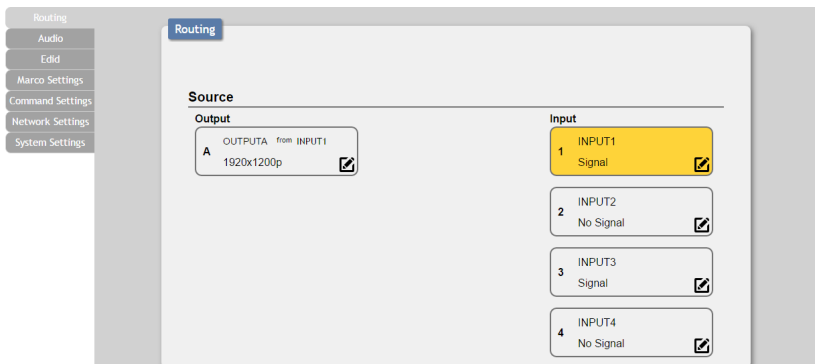 Routing
Audio
Edid
Marco Settings
Command Settings
Network Settings
System Settings
Routing
Source
Output
A
OUTPUTA from INPUT1
1920x1200p
Input
1
INPUT1
Signal
2
INPUT2
No Signal
3
INPUT3
Signal
4
INPUT4
No Signal